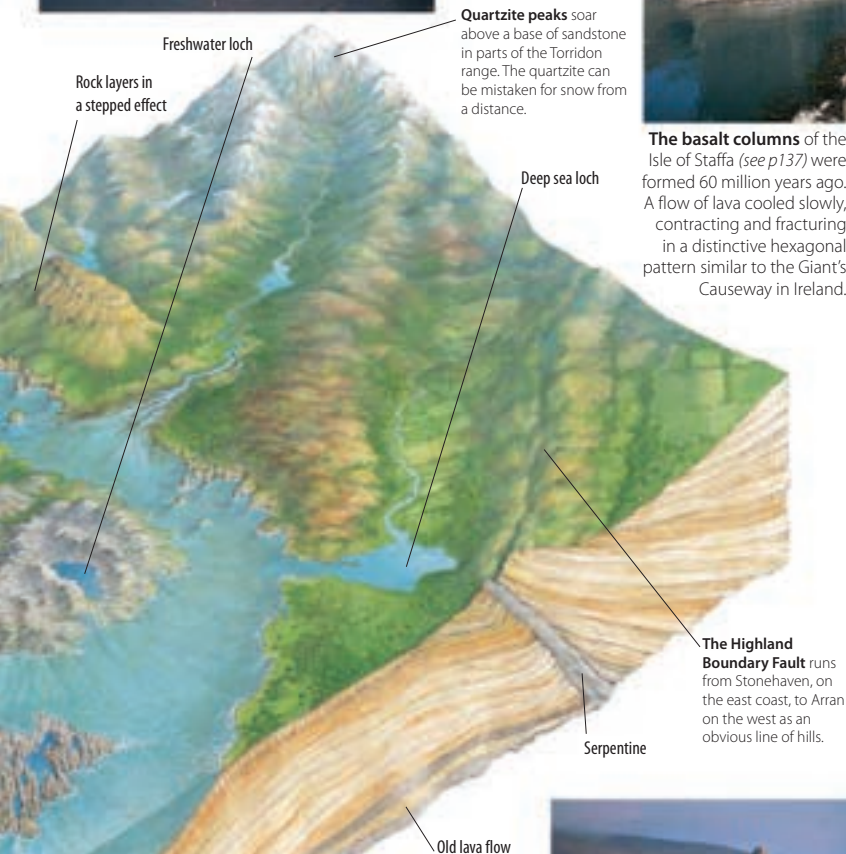 Quartzite peaks soar
above a base of sandstone
in parts of the Torridon
range. The quartzite can
be mistaken for snow from
a distance.
Freshwater loch
Rock layers in
a stepped effect
The basalt columns of the
Isle of Staffa (see p137) were
formed 60 million years ago.
A flow of lava cooled slowly,
contracting and fracturing
in a distinctive hexagonal
pattern similar to the Giant’s
Causeway in Ireland.
Deep sea loch
The Highland
Boundary Fault runs
from Stonehaven, on
the east coast, to Arran
on the west as an
obvious line of hills.
Serpentine
Old lava flow